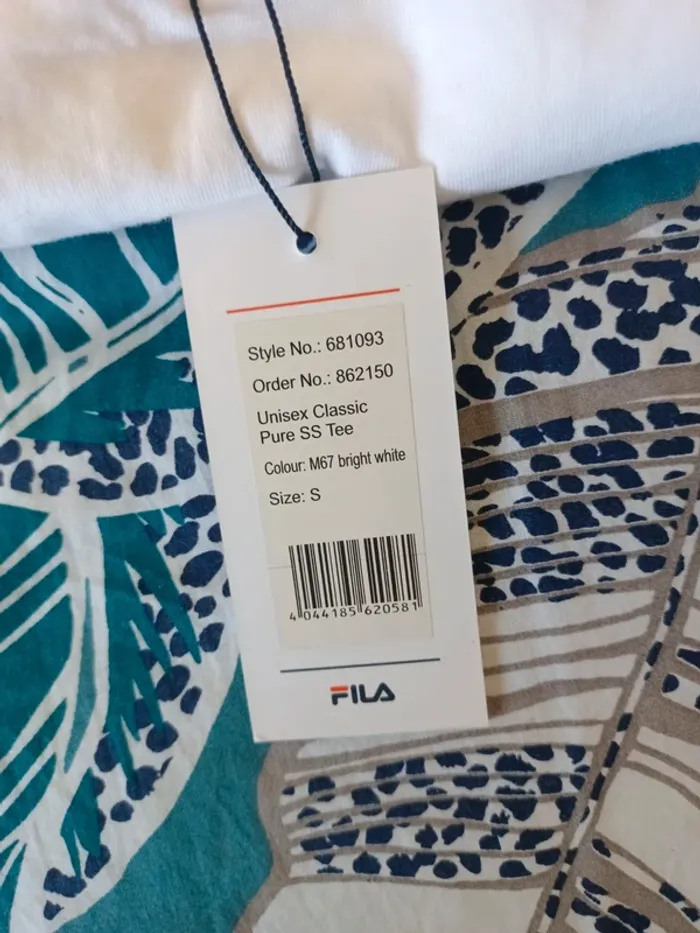 Style No.: 681093
Order No.: 862150
Unisex Classic
Pure SS Tee
Colour: M67 bright white
Size: S
4 044185 620581
FILA